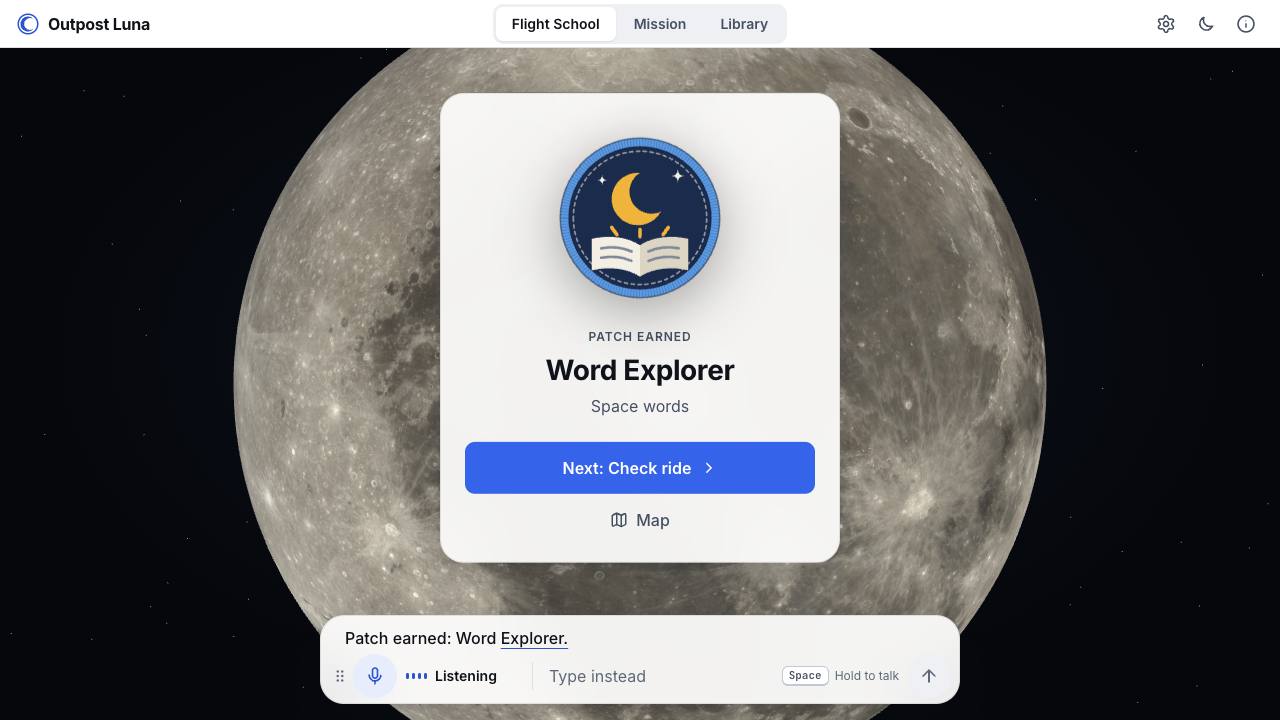 Outpost Luna
Flight School
Mission
Library
PATCH EARNED
Word Explorer
Space words
Next: Check ride
Map
Patch earned: Word Explorer.
Listening
Type instead
Space
Hold to talk